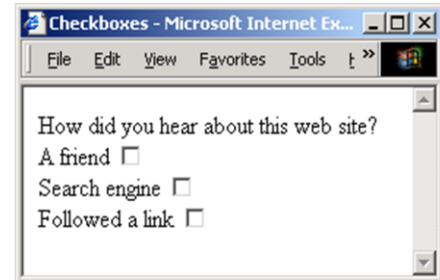 Checkboxes - Microsoft Internet Ex...
File Edit View Favorites Tools »
How did you hear about this web site?
A friend
Search engine
Followed a link